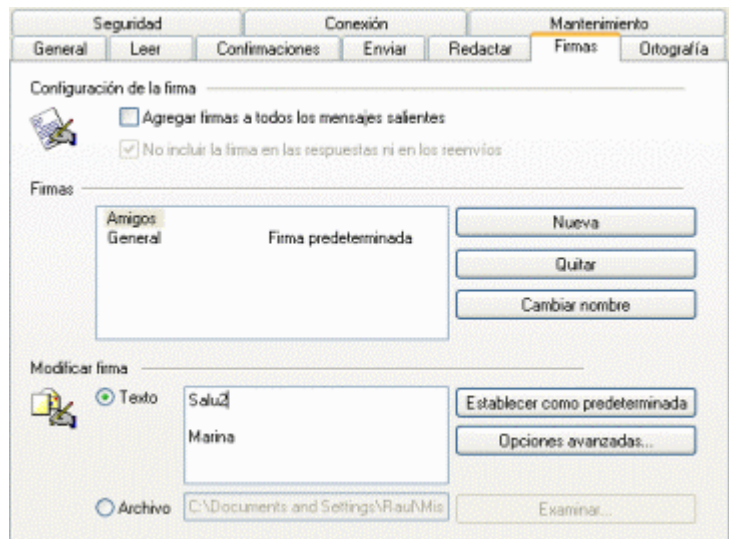 Seguridad Conexión Mantenimiento
General Leer Confirmaciones Enviar Redactar Firmas Ortografía
Configuración de la firma
Agregar firmas a todos los mensajes salientes
No incluir la firma en las respuestas ni en los reenvíos
Firmas
Amigos
General Firma predeterminada
Nueva
Quitar
Cambiar nombre
Modificar firma
Texto
Salu2
Marina
Establecer como predeterminada
Opciones avanzadas...
Archivo C:\Documents and Settings\Raul\Mis
Examinar...